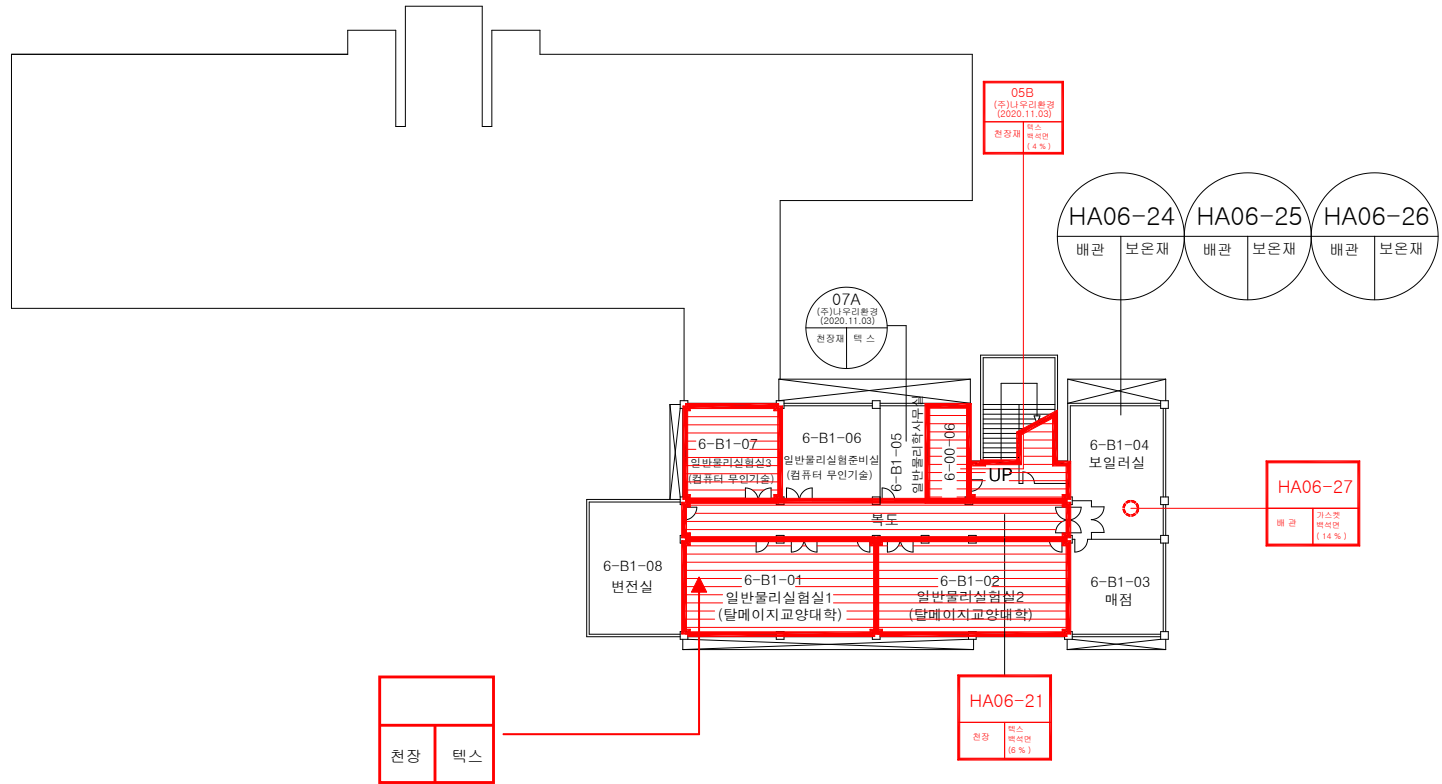 05B
(주)나우리환경
(2020.11.03)
천장재
텍스
백석면
( 4 % )
HA06-24
배관
보온재
HA06-25
배관
보온재
HA06-26
배관
보온재
07A
(주)나우리환경
(2020.11.03)
천장재
텍 스
6-B1-07
일반물리실험실3
(컴퓨터 무인기술)
6-B1-06
일반물리실험준비실
(컴퓨터 무인기술)
6-B1-05
일반물리학사무실
6-00-06
UP
6-B1-04
보일러실
HA06-27
배 관
가스켓
백석면
( 14 % )
복도
6-B1-08
변전실
6-B1-01
일반물리실험실1
(탈메이지교양대학)
6-B1-02
일반물리실험실2
(탈메이지교양대학)
6-B1-03
매점
HA06-21
천장
텍스
백석면
(6 % )
천장
텍스